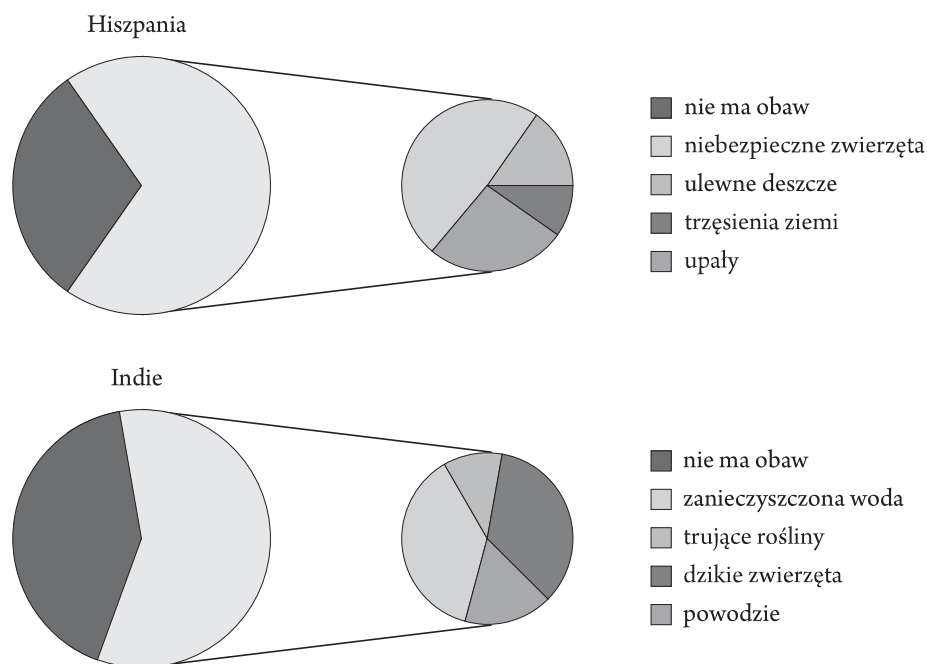 Hiszpania
nie ma obaw
niebezpieczne zwierzęta
ulewne deszcze
trzęsienia ziemi
upały
Indie
nie ma obaw
zanieczyszczona woda
trujące rośliny
dzikie zwierzęta
powodzie